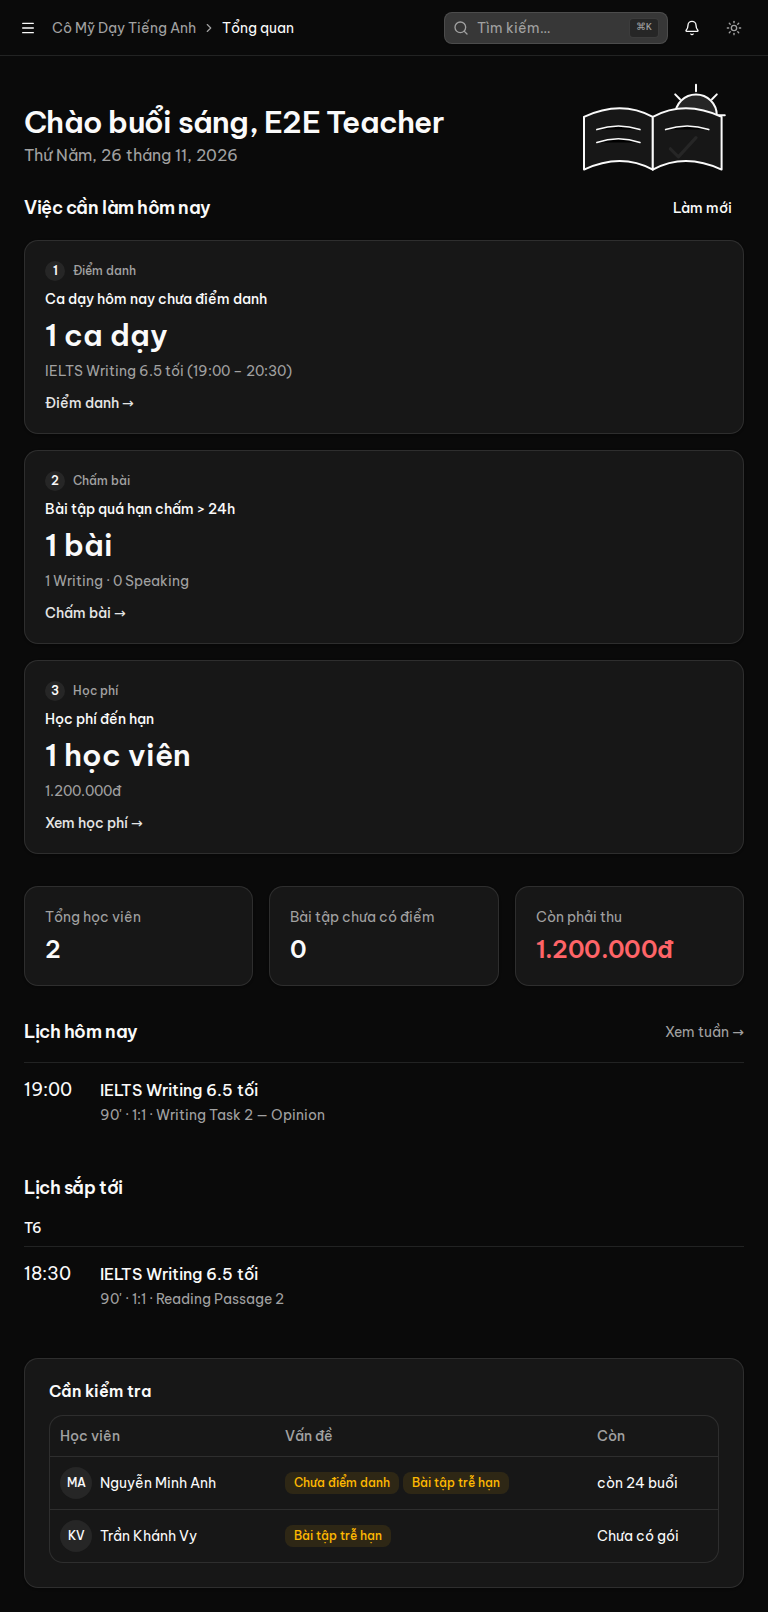 Cô Mỹ Dạy Tiếng Anh > Tổng quan
Tìm kiếm...
⌘K
Chào buổi sáng, E2E Teacher
Thứ Năm, 26 tháng 11, 2026
Việc cần làm hôm nay
Làm mới
1 Điểm danh
Ca dạy hôm nay chưa điểm danh
1 ca dạy
IELTS Writing 6.5 tối (19:00 – 20:30)
Điểm danh →
2 Chấm bài
Bài tập quá hạn chấm > 24h
1 bài
1 Writing · 0 Speaking
Chấm bài →
3 Học phí
Học phí đến hạn
1 học viên
1.200.000đ
Xem học phí →
Tổng học viên
2
Bài tập chưa có điểm
0
Còn phải thu
1.200.000đ
Lịch hôm nay
Xem tuần →
19:00 IELTS Writing 6.5 tối
90' · 1:1 · Writing Task 2 — Opinion
Lịch sắp tới
T6
18:30 IELTS Writing 6.5 tối
90' · 1:1 · Reading Passage 2
Cần kiểm tra
Học viên Vấn đề Còn
MA Nguyễn Minh Anh Chưa điểm danh Bài tập trễ hạn còn 24 buổi
KV Trần Khánh Vy Bài tập trễ hạn Chưa có gói